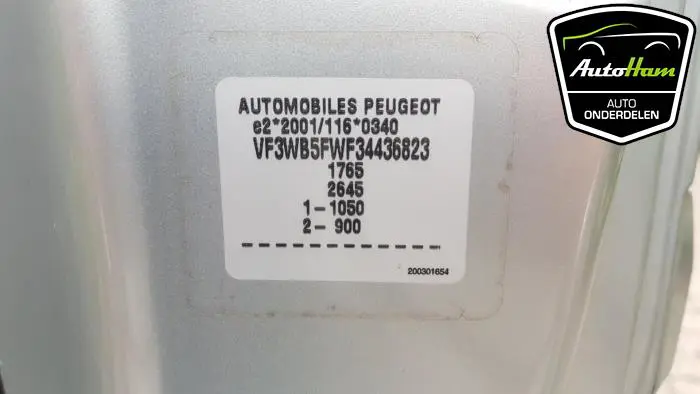 AUTOMOBILES PEUGEOT
e2*2001/116*0340
VF3WB5FWF34436823
1765
2645
1-1050
2-900
200301654
AutoHam
AUTO
ONDERDELEN